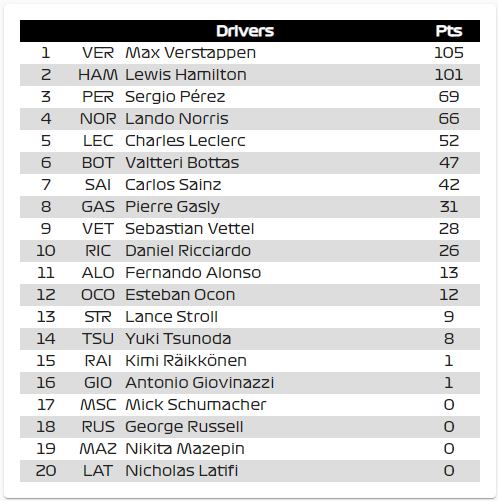 Drivers Pts
1 VER Max Verstappen 105
2 HAM Lewis Hamilton 101
3 PER Sergio Pérez 69
4 NOR Lando Norris 66
5 LEC Charles Leclerc 52
6 BOT Valtteri Bottas 47
7 SAI Carlos Sainz 42
8 GAS Pierre Gasly 31
9 VET Sebastian Vettel 28
10 RIC Daniel Ricciardo 26
11 ALO Fernando Alonso 13
12 OCO Esteban Ocon 12
13 STR Lance Stroll 9
14 TSU Yuki Tsunoda 8
15 RAI Kimi Räikkönen 1
16 GIO Antonio Giovinazzi 1
17 MSC Mick Schumacher 0
18 RUS George Russell 0
19 MAZ Nikita Mazepin 0
20 LAT Nicholas Latifi 0